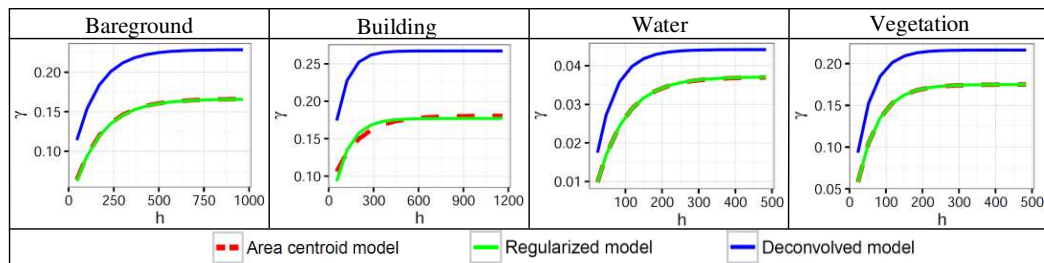 Bareground Building Water Vegetation
γ 0.20 0.15 0.10
0 250 500 750 1000
h
γ 0.25 0.20 0.15 0.10
0 300 600 900 1200
h
γ 0.04 0.03 0.02 0.01
100 200 300 400 500
h
γ 0.20 0.15 0.10 0.05
0 100 200 300 400 500
h
Area centroid model Regularized model Deconvolved model